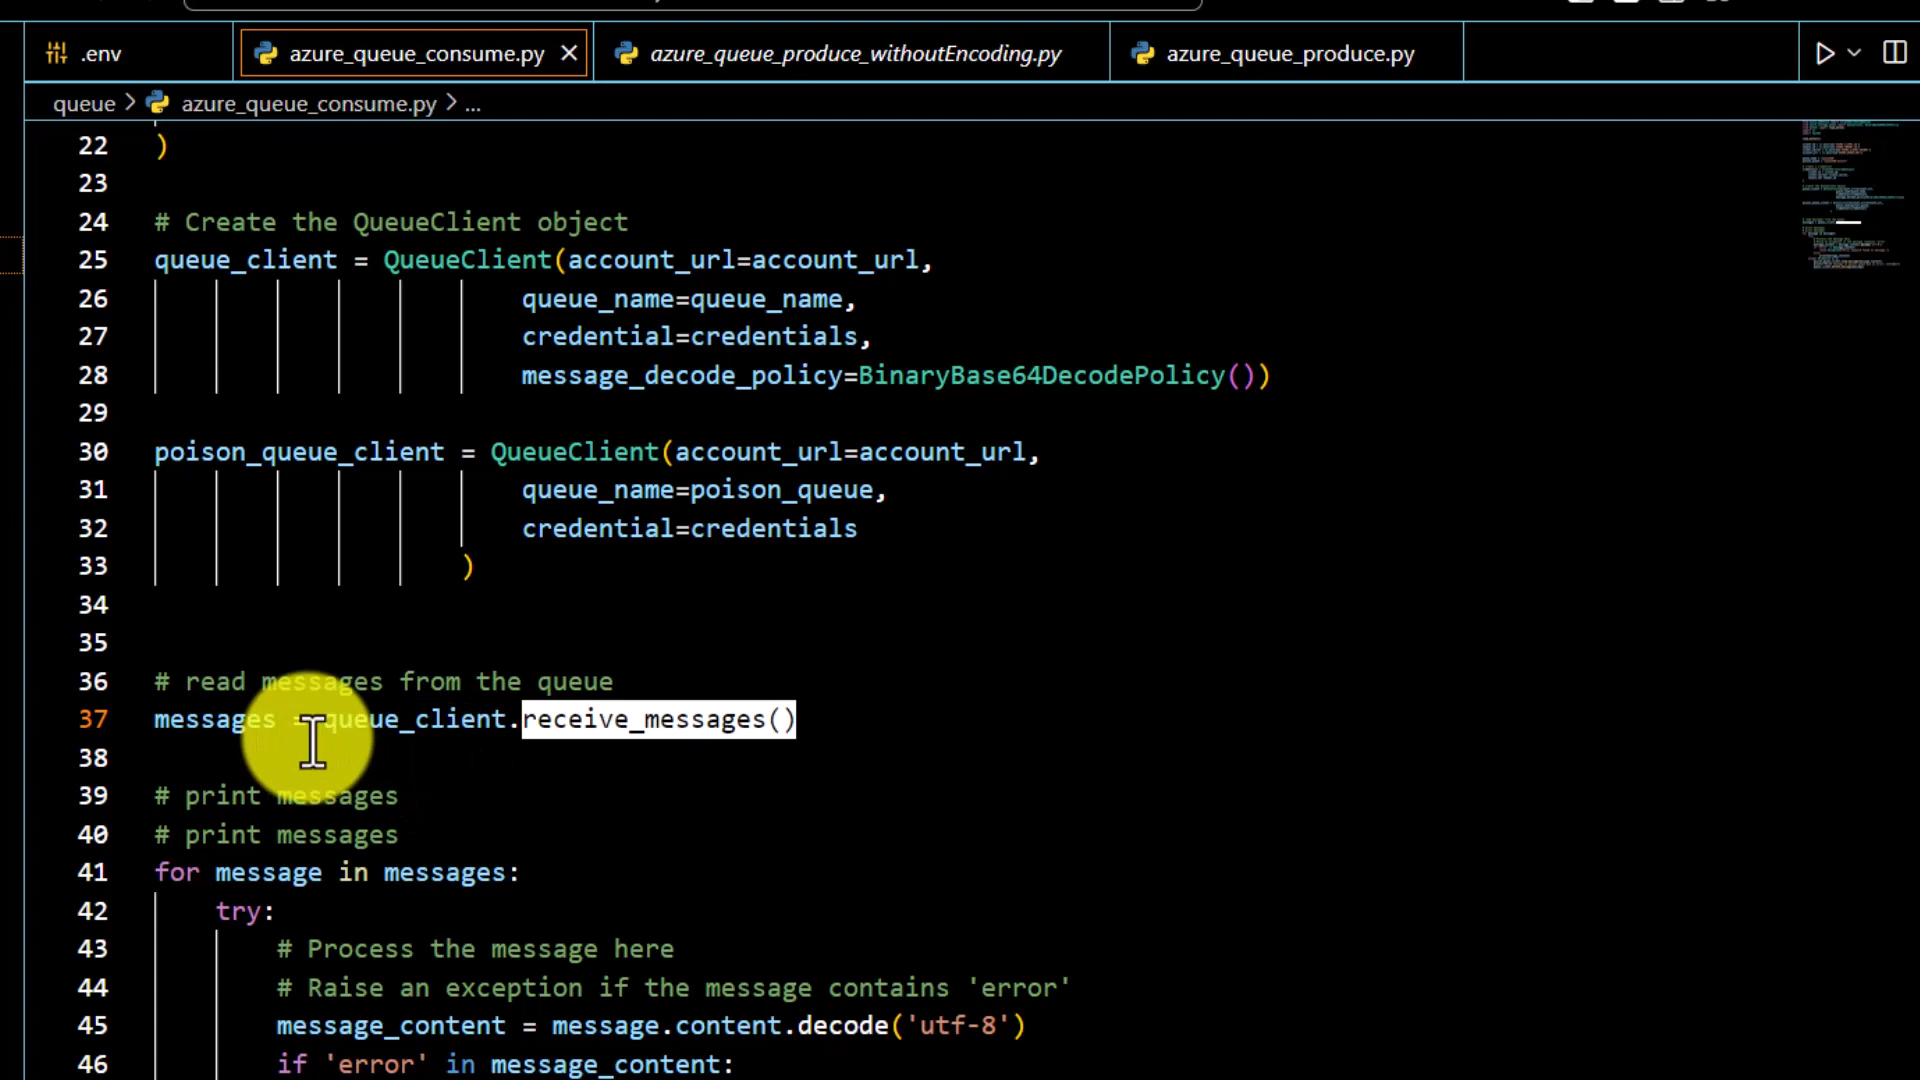 .env
azure_queue_consume.py
azure_queue_produce_withoutEncoding.py
azure_queue_produce.py
queue > azure_queue_consume.py > ...
22 )
23
24 # Create the QueueClient object
25 queue_client = QueueClient(account_url=account_url,
26 queue_name=queue_name,
27 credential=credentials,
28 message_decode_policy=BinaryBase64DecodePolicy())
29
30 poison_queue_client = QueueClient(account_url=account_url,
31 queue_name=poison_queue,
32 credential=credentials
33 )
34
35
36 # read messages from the queue
37 messages = queue_client.receive_messages()
38
39 # print messages
40 # print messages
41 for message in messages:
42 try:
43 # Process the message here
44 # Raise an exception if the message contains 'error'
45 message_content = message.content.decode('utf-8')
46 if 'error' in message_content: